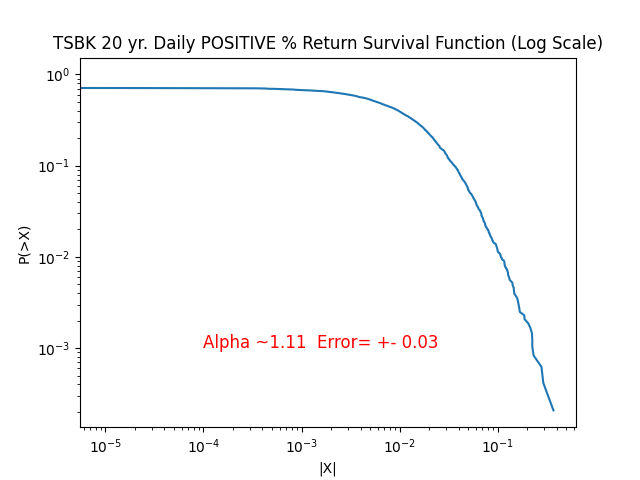 TSBK 20 yr. Daily POSITIVE % Return Survival Function (Log Scale)
10⁰
10⁻¹
10⁻²
10⁻³
P(>X)
Alpha ~1.11  Error= +- 0.03
10⁻⁵ 10⁻⁴ 10⁻³ 10⁻² 10⁻¹
|X|